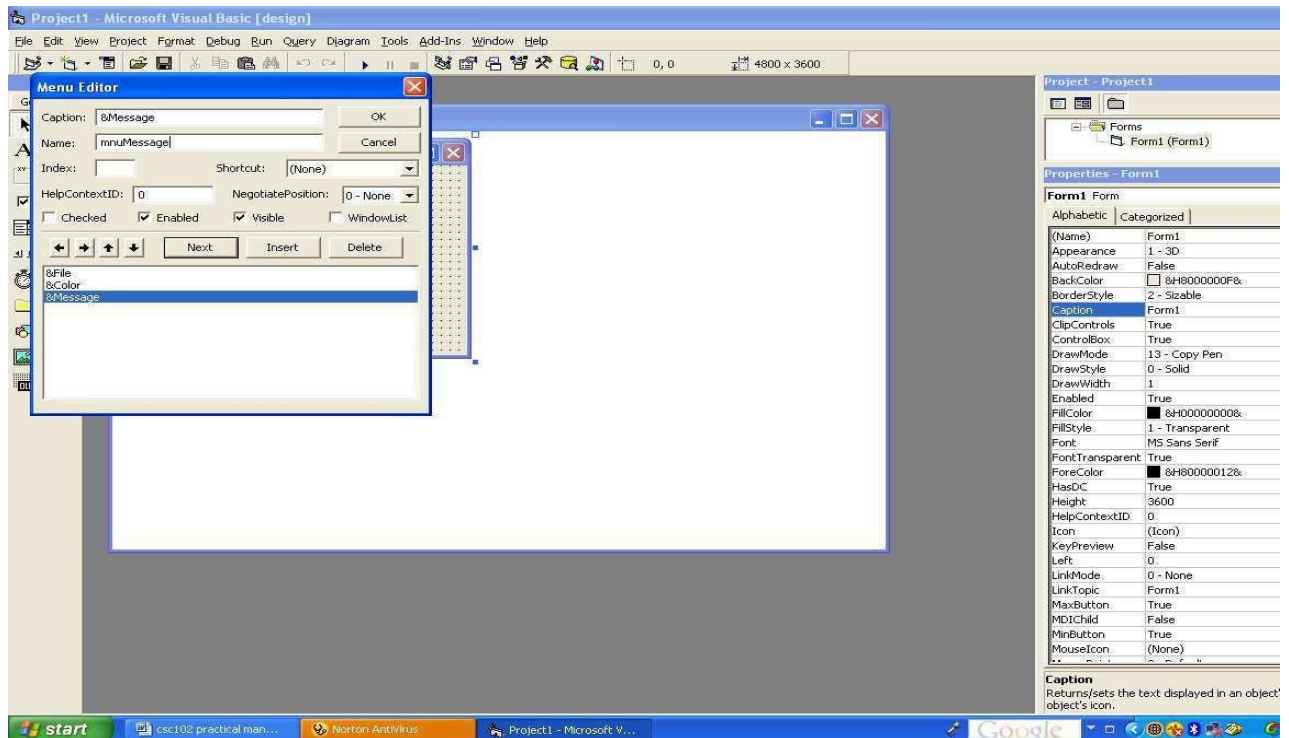 Project1 - Microsoft Visual Basic [design]
File Edit View Project Format Debug Run Query Diagram Tools Add-Ins Window Help
0, 0 4800 x 3600
Menu Editor
Caption: &Message OK
Name: mnuMessage Cancel
Index: Shortcut: (None)
HelpContextID: 0 NegotiatePosition: 0 - None
Checked Enabled Visible WindowList
Next Insert Delete
&File
&Color
&Message
Project - Project1
Forms
Form1 (Form1)
Properties - Form1
Form1 Form
Alphabetic Categorized
(Name) Form1
Appearance 1 - 3D
AutoRedraw False
BackColor &H8000000F&
BorderStyle 2 - Sizable
Caption Form1
ClipControls True
ControlBox True
DrawMode 13 - Copy Pen
DrawStyle 0 - Solid
DrawWidth 1
Enabled True
FillColor &H00000000&
FillStyle 1 - Transparent
Font MS Sans Serif
FontTransparent True
ForeColor &H80000012&
HasDC True
Height 3600
HelpContextID 0
Icon (Icon)
KeyPreview False
Left 0
LinkMode 0 - None
LinkTopic Form1
MaxButton True
MDIChild False
MinButton True
MouseIcon (None)
Caption
Returns/sets the text displayed in an object'
object's icon.
start csc102 practical man... Norton AntiVirus Project1 - Microsoft V... Google